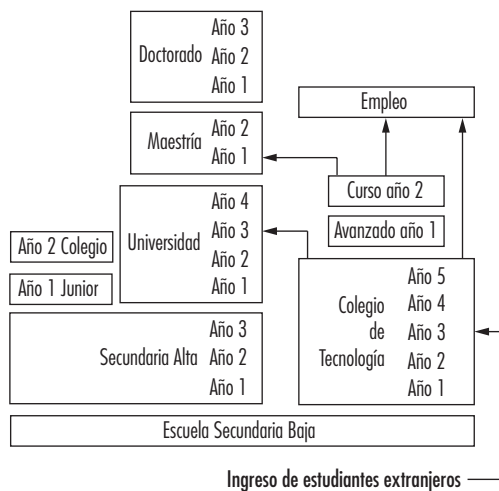 Año 3
Doctorado Año 2
Año 1
Empleo
Maestría Año 2
Año 1
Curso año 2
Avanzado año 1
Año 4
Universidad Año 3
Año 2
Año 1
Año 2 Colegio
Año 1 Junior
Año 5
Colegio Año 4
de Año 3
Tecnología Año 2
Año 1
Año 3
Secundaria Alta Año 2
Año 1
Escuela Secundaria Baja
Ingreso de estudiantes extranjeros